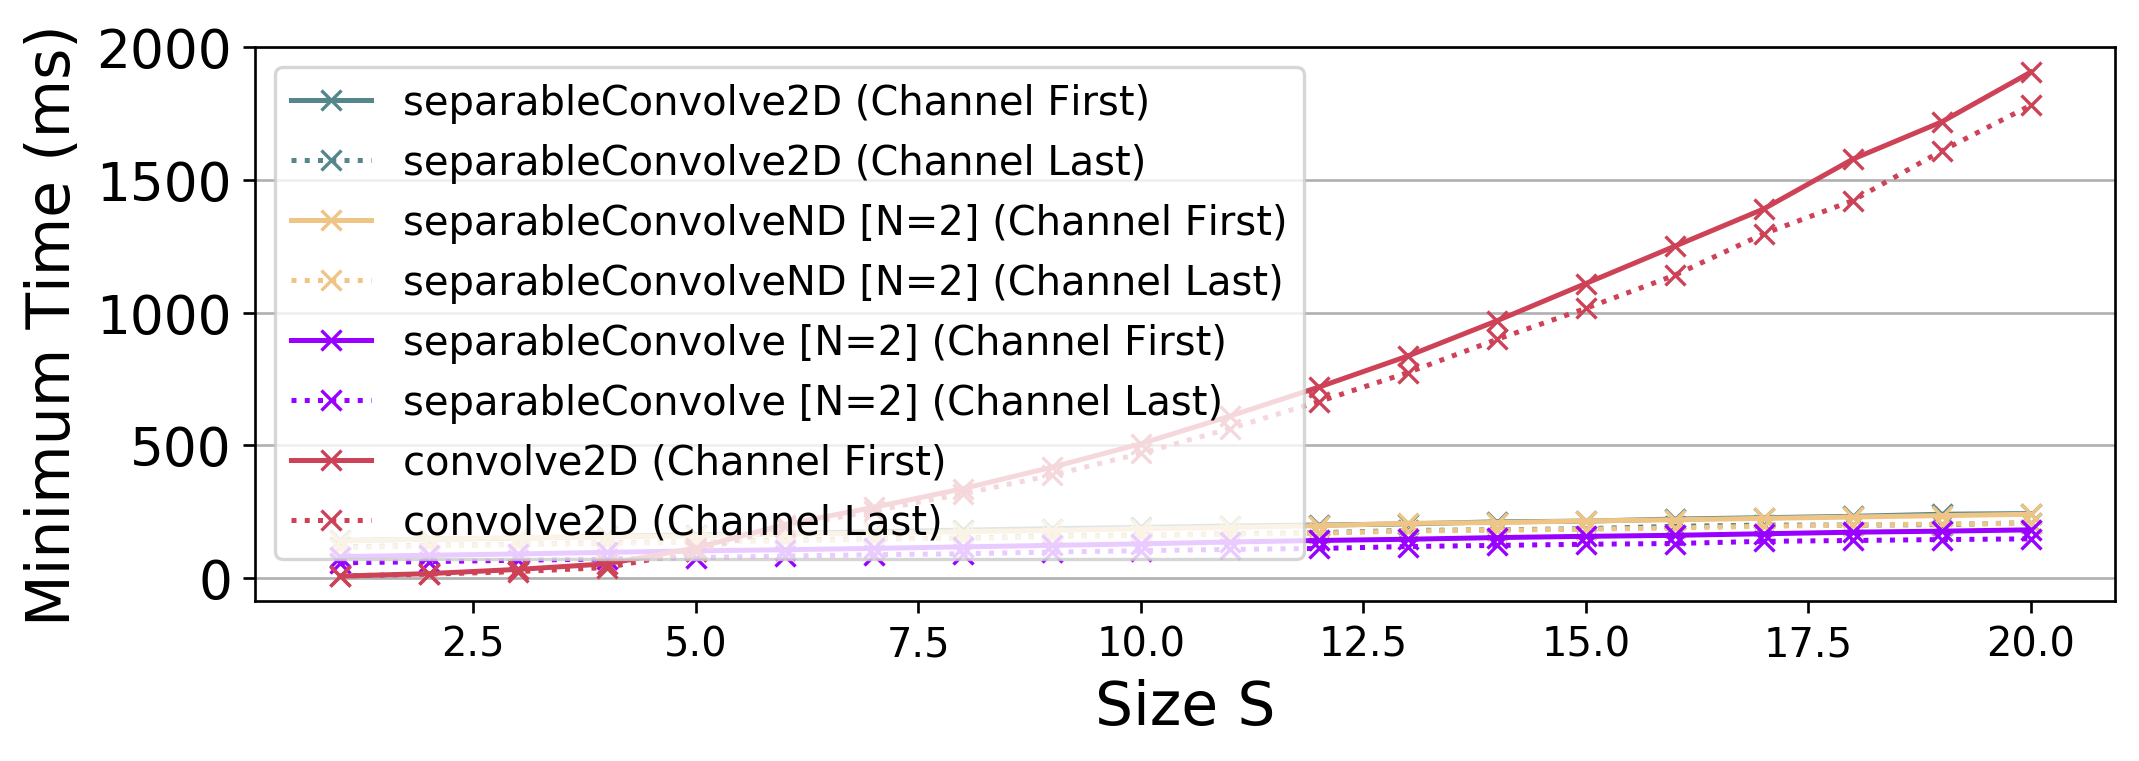 Minimum Time (ms)
2000
1500
1000
500
0
separableConvolve2D (Channel First)
separableConvolve2D (Channel Last)
separableConvolveND [N=2] (Channel First)
separableConvolveND [N=2] (Channel Last)
separableConvolve [N=2] (Channel First)
separableConvolve [N=2] (Channel Last)
convolve2D (Channel First)
convolve2D (Channel Last)
2.5 5.0 7.5 10.0 12.5 15.0 17.5 20.0
Size S